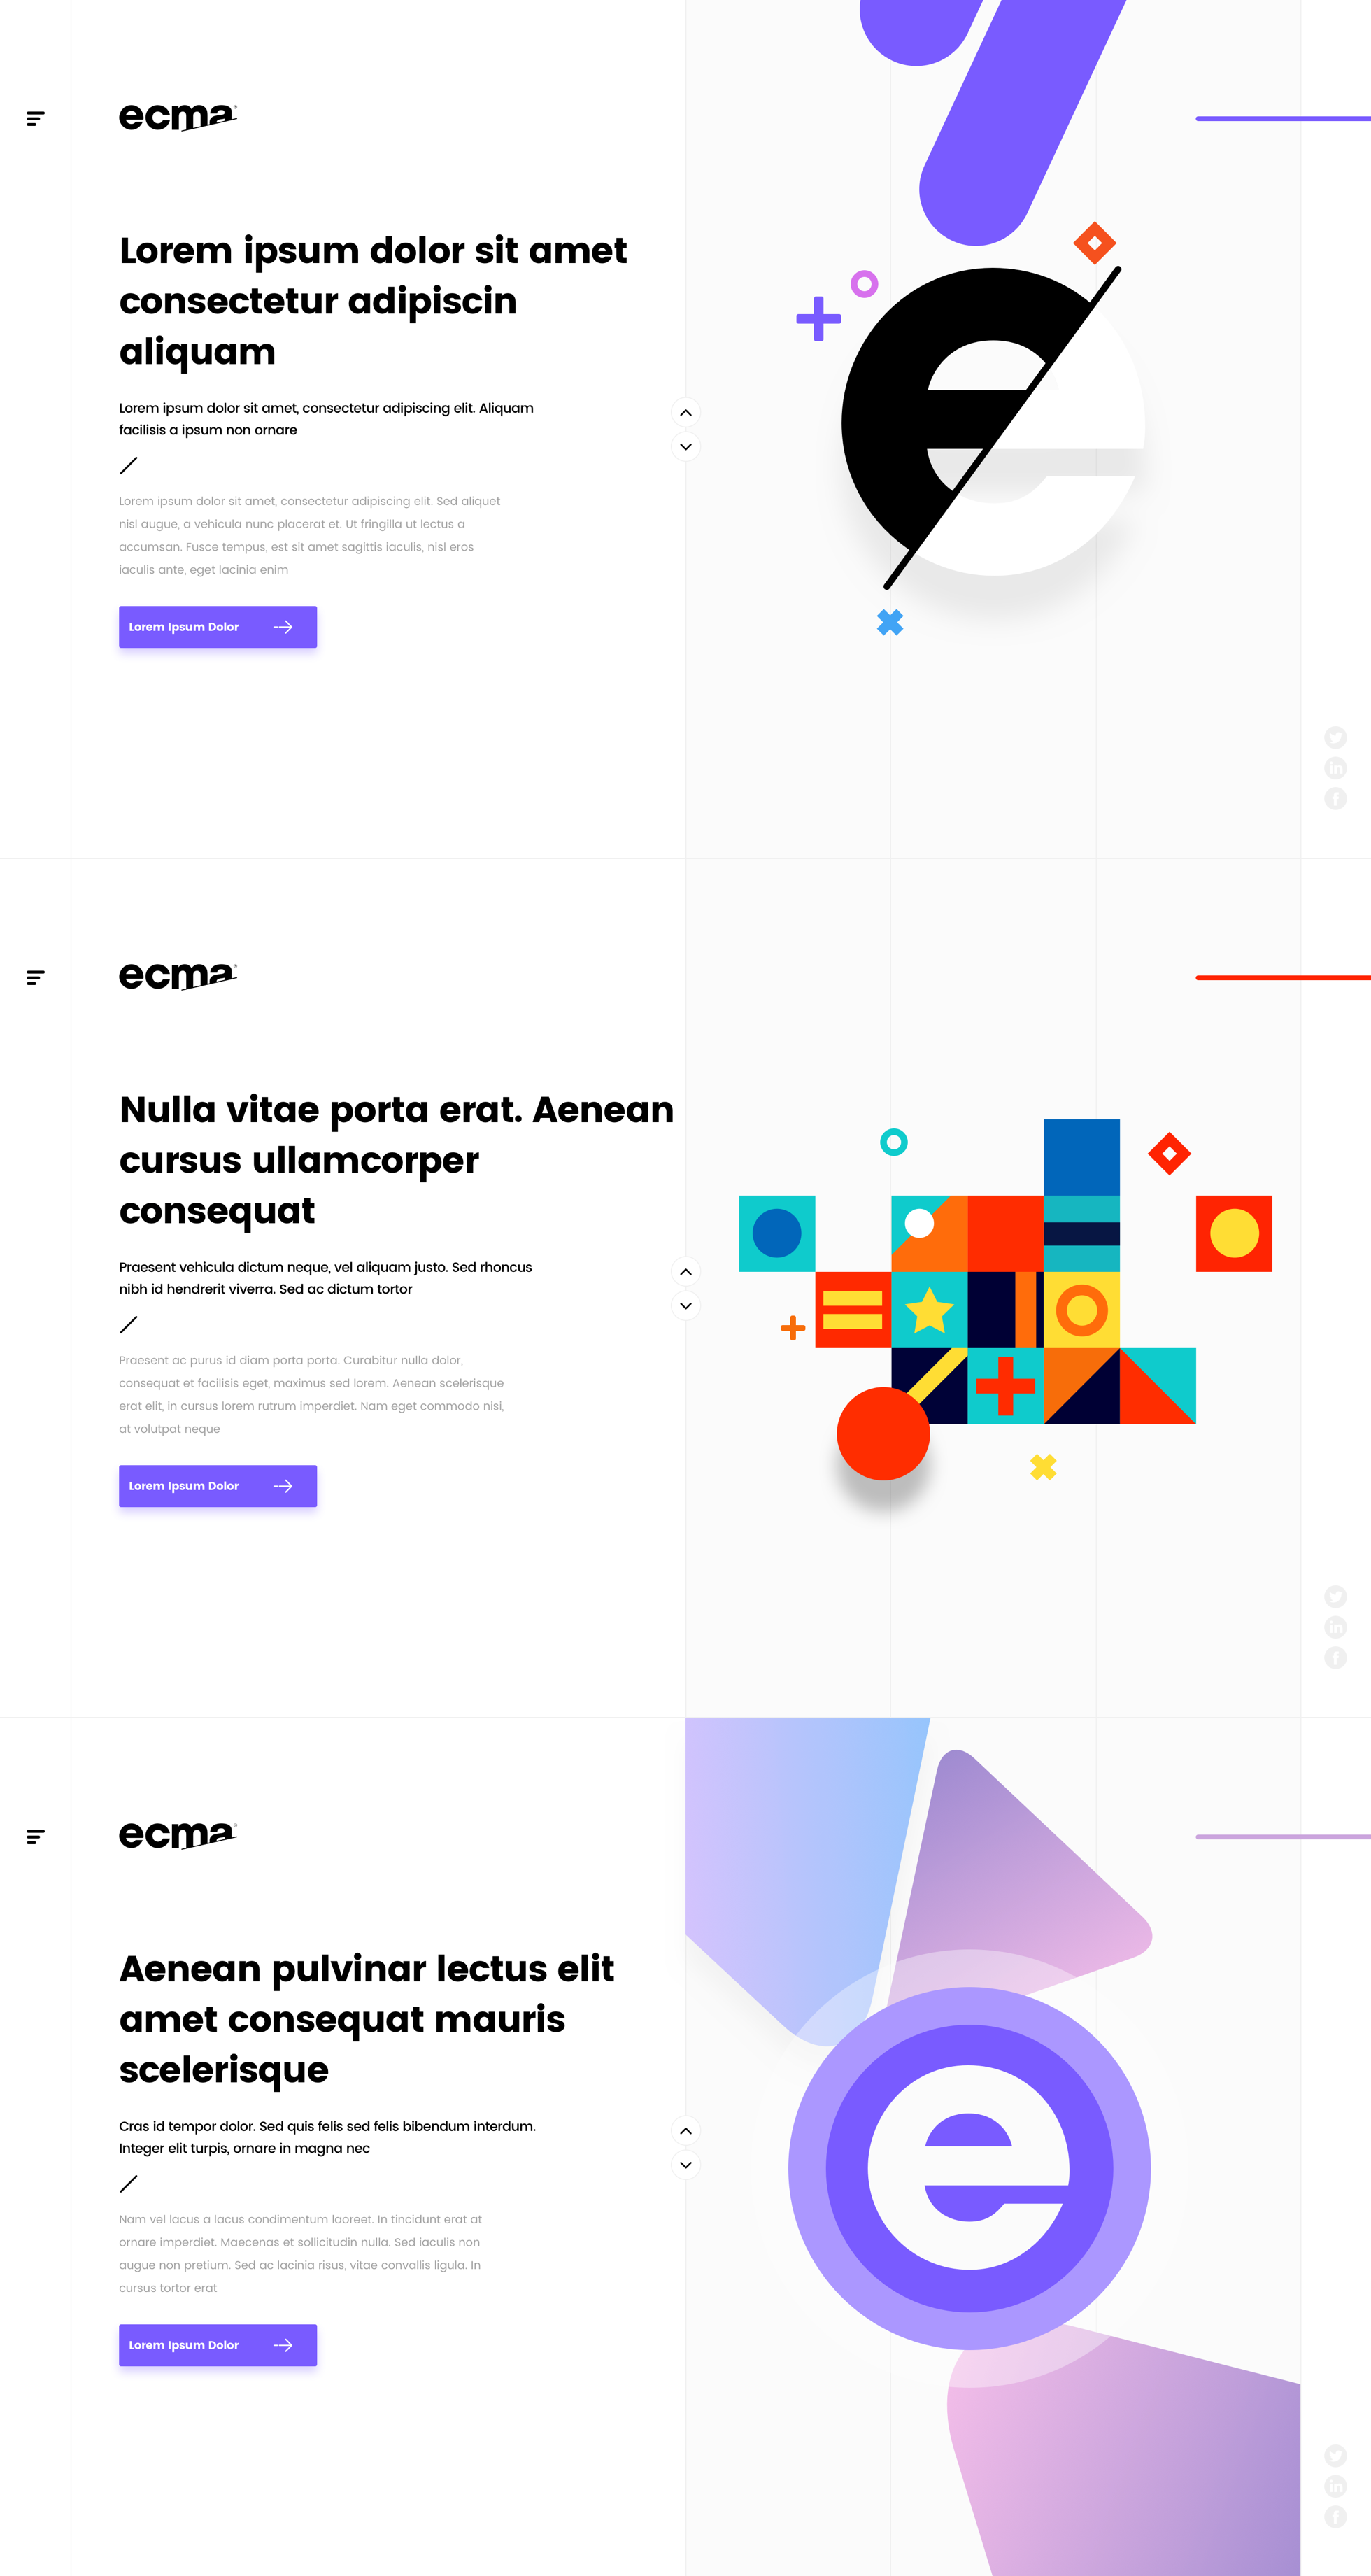 ecma
Lorem ipsum dolor sit amet
consectetur adipiscin
aliquam
Lorem ipsum dolor sit amet, consectetur adipiscing elit. Aliquam
facilisis a ipsum non ornare
Lorem ipsum dolor sit amet, consectetur adipiscing elit. Sed aliquet
nisl augue, a vehicula nunc placerat et. Ut fringilla ut lectus a
accumsan. Fusce tempus, est sit amet sagittis iaculis, nisl eros
iaculis ante, eget lacinia enim
Lorem Ipsum Dolor
e
in
f
ecma
Nulla vitae porta erat. Aenean
cursus ullamcorper
consequat
Praesent vehicula dictum neque, vel aliquam justo. Sed rhoncus
nibh id hendrerit viverra. Sed ac dictum tortor
Praesent ac purus id diam porta porta. Curabitur nulla dolor,
consequat et facilisis eget, maximus sed lorem. Aenean scelerisque
erat elit, in cursus lorem rutrum imperdiet. Nam eget commodo nisi,
at volutpat neque
Lorem Ipsum Dolor
in
f
ecma
Aenean pulvinar lectus elit
amet consequat mauris
scelerisque
Cras id tempor dolor. Sed quis felis sed felis bibendum interdum.
Integer elit turpis, ornare in magna nec
Nam vel lacus a lacus condimentum laoreet. In tincidunt erat at
ornare imperdiet. Maecenas et sollicitudin nulla. Sed iaculis non
augue non pretium. Sed ac lacinia risus, vitae convallis ligula. In
cursus tortor erat
Lorem Ipsum Dolor
e
in
f